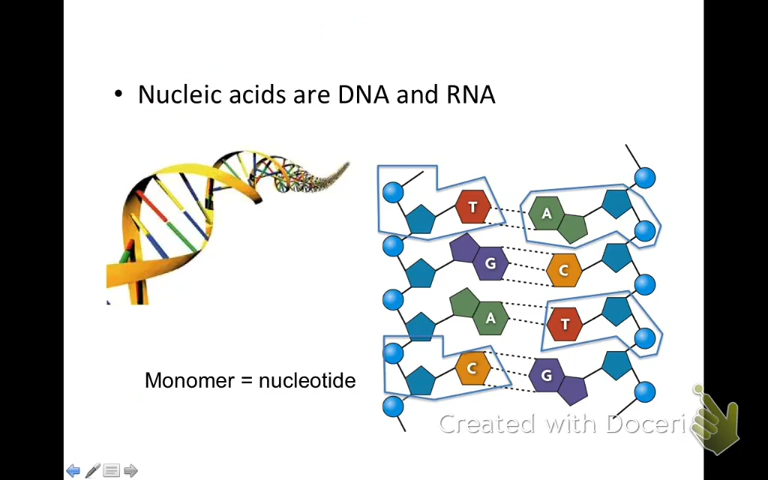 • Nucleic acids are DNA and RNA
T A
G C
A T
C G
Monomer = nucleotide
Created with Doceri